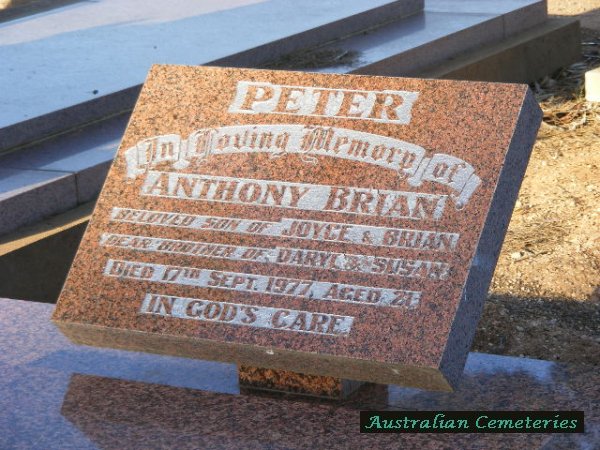 PETER
In Loving Memory of
ANTHONY BRIAN
BELOVED SON OF JOYCE & BRIAN
DEAR BROTHER OF DARYL & SUSAN
DIED 17TH SEPT. 1977, AGED 21
IN GOD'S CARE
Australian Cemeteries